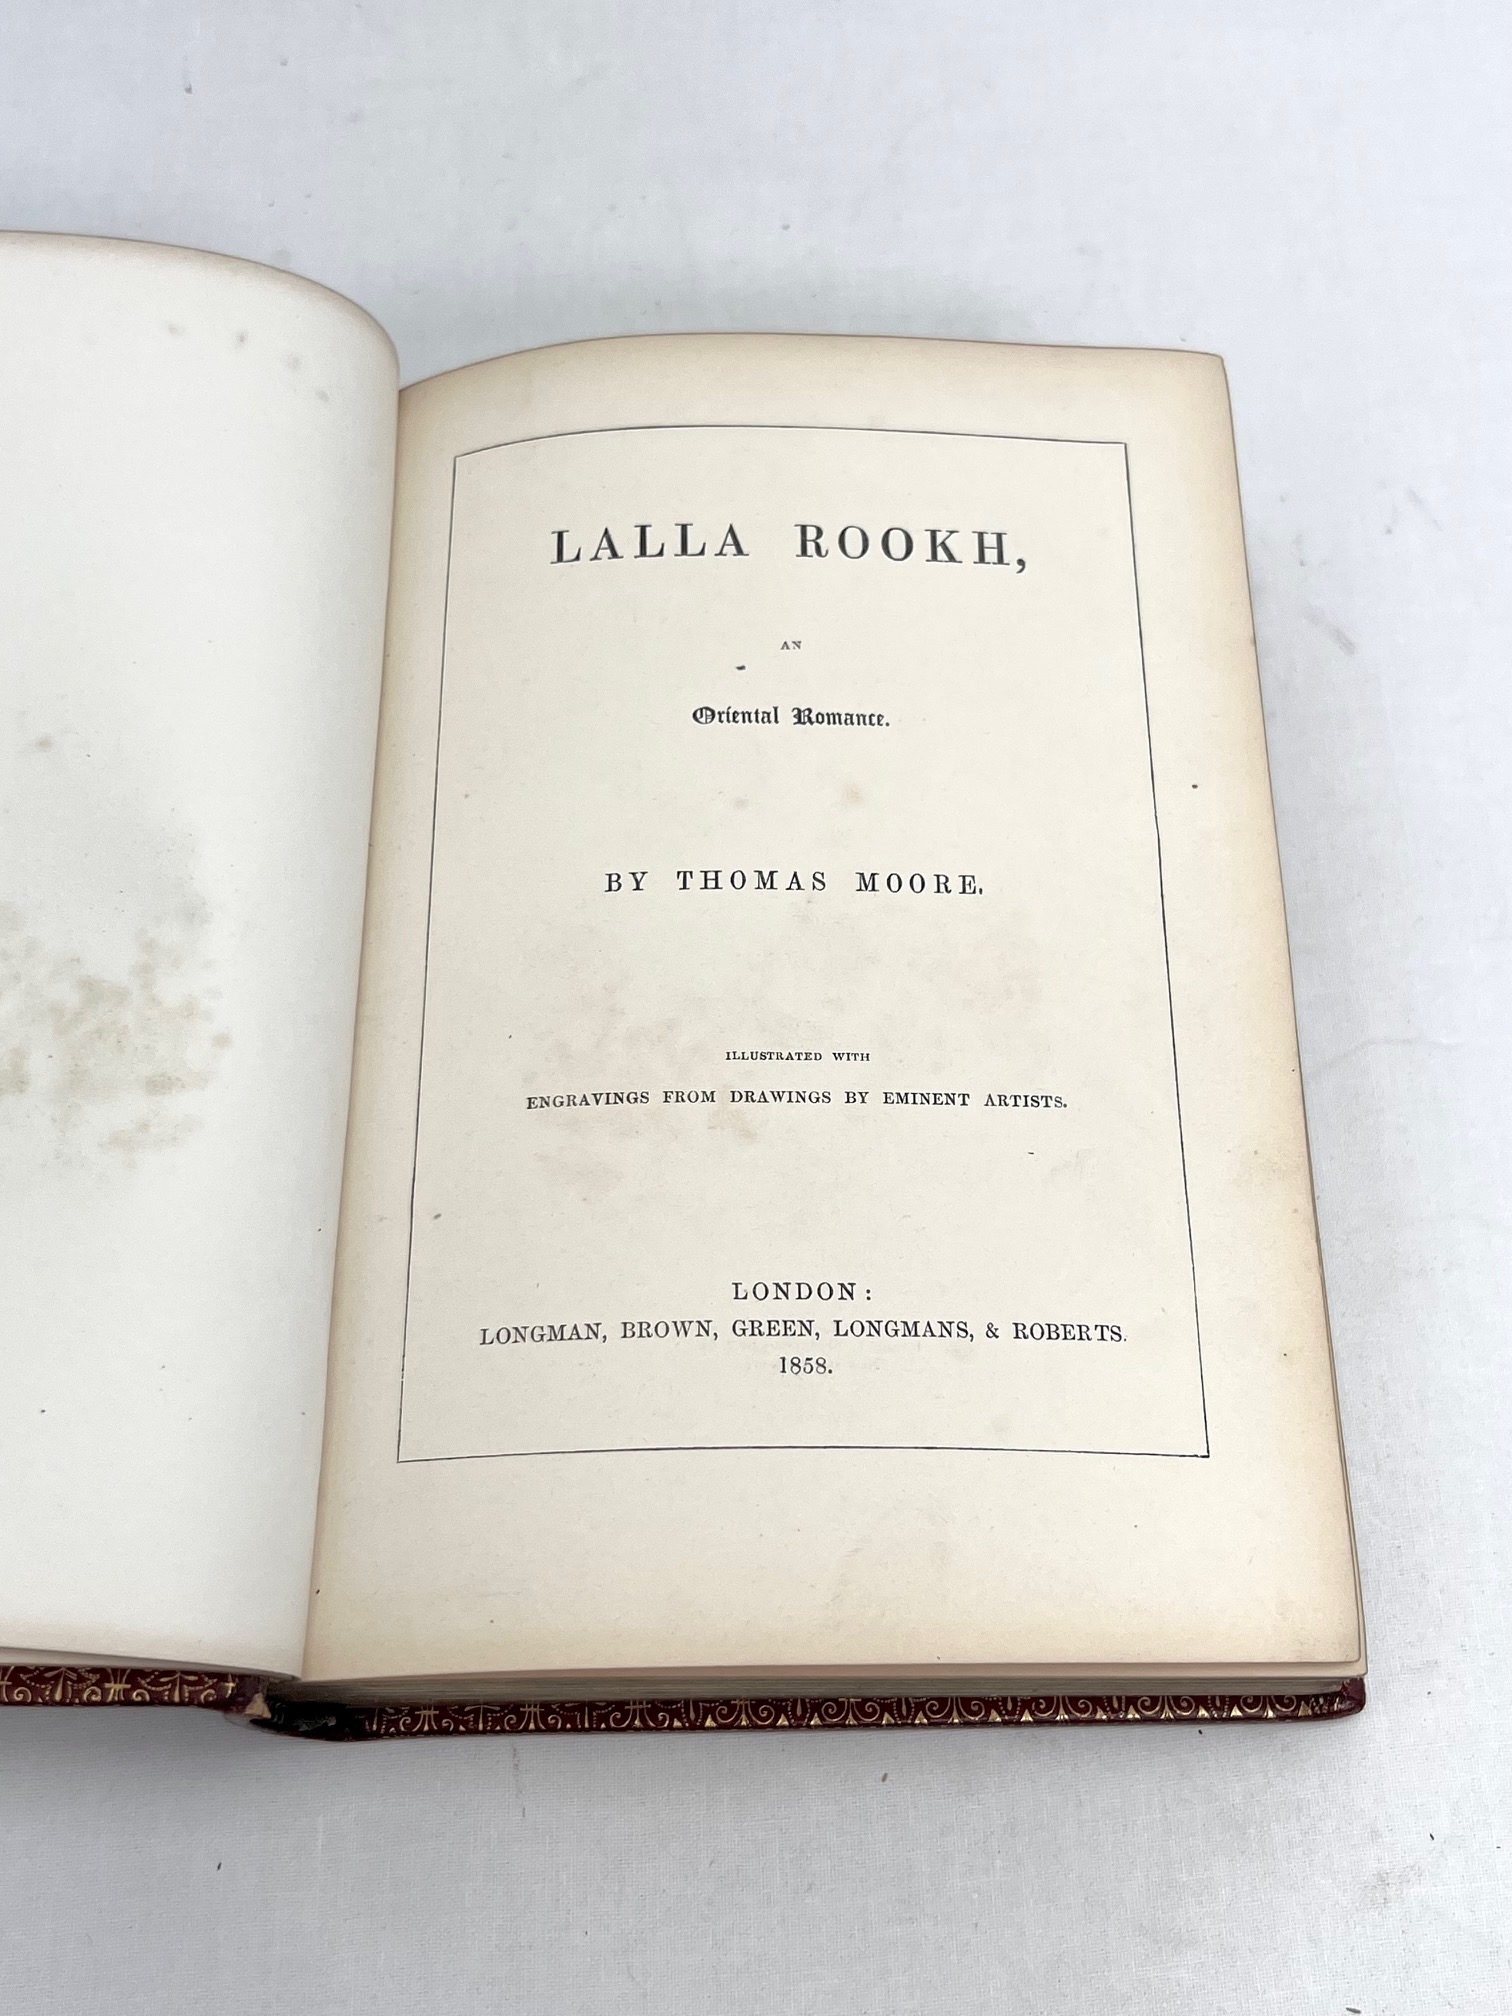 LALLA ROOKH,
AN
Oriental Romance.
BY THOMAS MOORE.
ILLUSTRATED WITH
ENGRAVINGS FROM DRAWINGS BY EMINENT ARTISTS.
LONDON:
LONGMAN, BROWN, GREEN, LONGMANS, & ROBERTS.
1858.